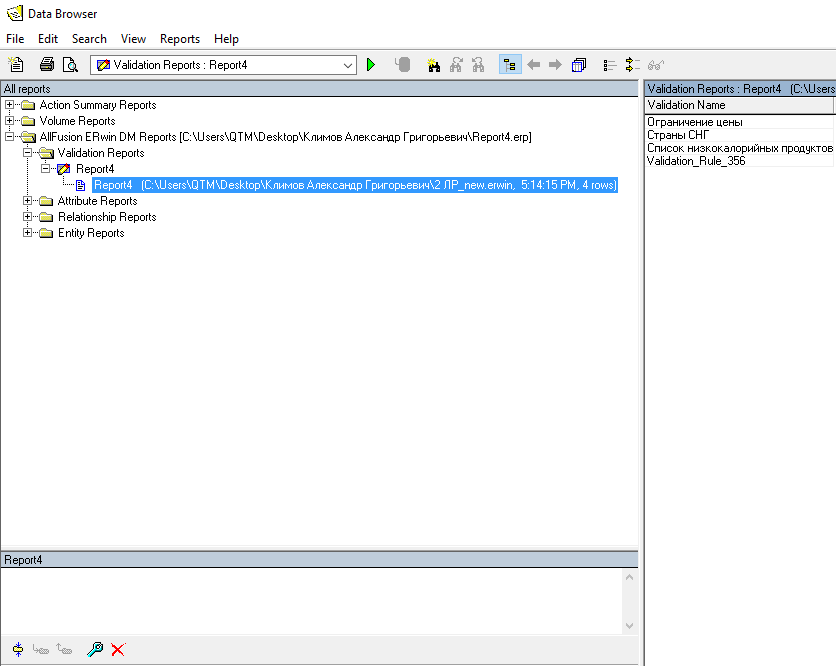 Data Browser
File Edit Search View Reports Help
Validation Reports : Report4
All reports
Action Summary Reports
Volume Reports
AllFusion ERwin DM Reports [C:\Users\QTM\Desktop\Климов Александр Григорьевич\Report4.erp]
Validation Reports
Report4
Report4 (C:\Users\QTM\Desktop\Климов Александр Григорьевич\2 ЛР_new.erwin, 5:14:15 PM, 4 rows)
Attribute Reports
Relationship Reports
Entity Reports
Validation Reports : Report4 (C:\Users
Validation Name
Ограничение цены
Страны СНГ
Список низкокалорийных продуктов
Validation_Rule_356
Report4